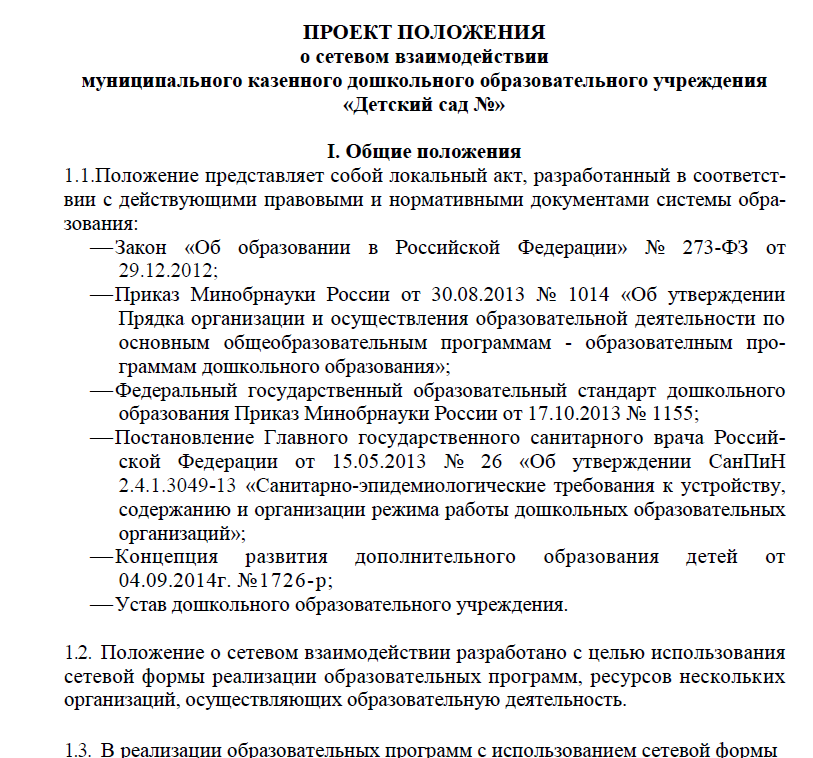 ПРОЕКТ ПОЛОЖЕНИЯ
о сетевом взаимодействии
муниципального казенного дошкольного образовательного учреждения
«Детский сад №»
I. Общие положения
1.1.Положение представляет собой локальный акт, разработанный в соответст-
вии с действующими правовыми и нормативными документами системы обра-
зования:
—Закон «Об образовании в Российской Федерации» № 273-ФЗ от
29.12.2012;
—Приказ Минобрнауки России от 30.08.2013 № 1014 «Об утверждении
Прядка организации и осуществления образовательной деятельности по
основным общеобразовательным программам - образователным про-
граммам дошкольного образования»;
—Федеральный государственный образовательный стандарт дошкольного
образования Приказ Минобрнауки России от 17.10.2013 № 1155;
—Постановление Главного государственного санитарного врача Россий-
ской Федерации от 15.05.2013 № 26 «Об утверждении СанПиН
2.4.1.3049-13 «Санитарно-эпидемиологические требования к устройству,
содержанию и организации режима работы дошкольных образовательных
организаций»;
—Концепция развития дополнительного образования детей от
04.09.2014г. №1726-р;
—Устав дошкольного образовательного учреждения.
1.2. Положение о сетевом взаимодействии разработано с целью использования
сетевой формы реализации образовательных программ, ресурсов нескольких
организаций, осуществляющих образовательную деятельность.
1.3. В реализации образовательных программ с использованием сетевой формы